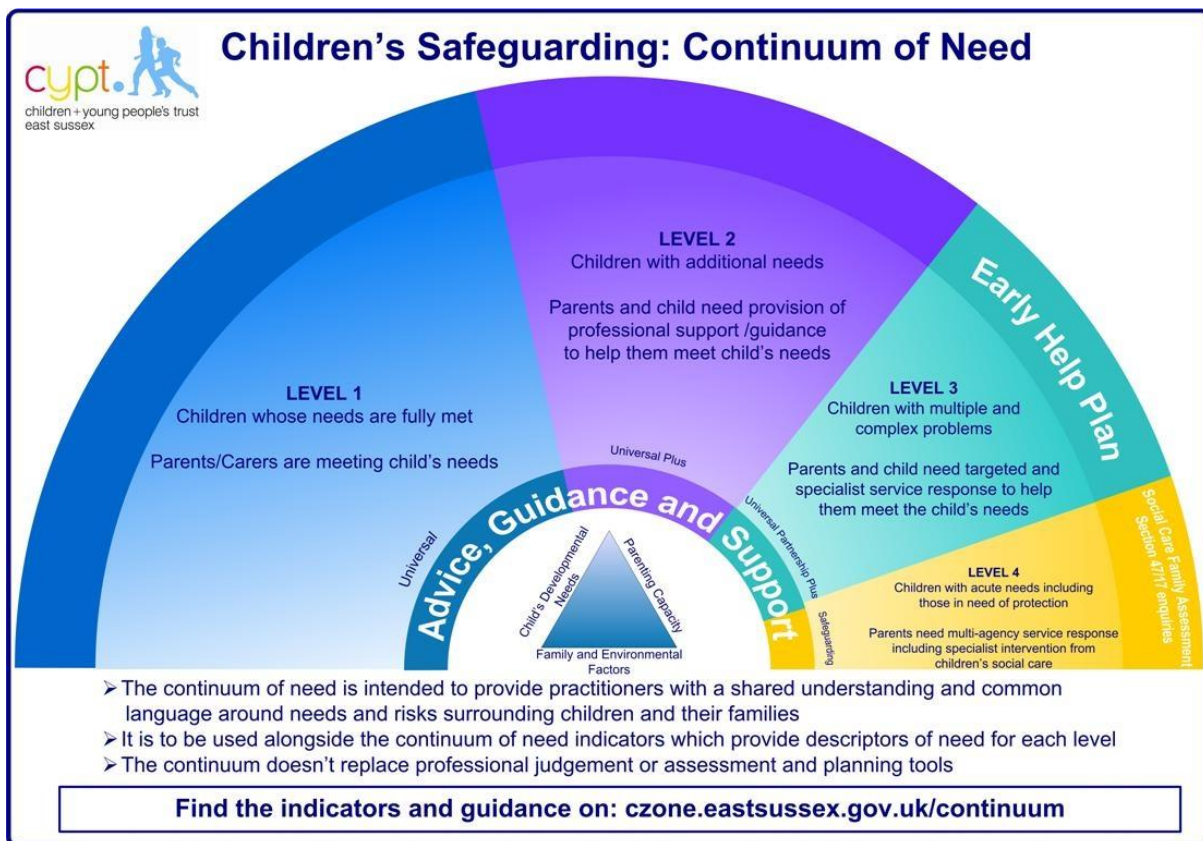 cypt.
children + young people's trust
east sussex
Children's Safeguarding: Continuum of Need
LEVEL 1
Children whose needs are fully met
Parents/Carers are meeting child's needs
LEVEL 2
Children with additional needs
Parents and child need provision of
professional support /guidance
to help them meet child's needs
Early Help Plan
LEVEL 3
Children with multiple and
complex problems
Parents and child need targeted and
specialist service response to help
them meet the child's needs
Social Care Family Assessment
Section 47/17 enquiries
LEVEL 4
Children with acute needs including
those in need of protection
Parents need multi-agency service response
including specialist intervention from
children's social care
Universal
Universal Plus
Universal Partnership Plus
Safeguarding
Advice, Guidance and Support
Child's Developmental
Needs
Parenting Capacity
Family and Environmental
Factors
➤ The continuum of need is intended to provide practitioners with a shared understanding and common
language around needs and risks surrounding children and their families
➤ It is to be used alongside the continuum of need indicators which provide descriptors of need for each level
➤ The continuum doesn't replace professional judgement or assessment and planning tools
Find the indicators and guidance on: czone.eastsussex.gov.uk/continuum